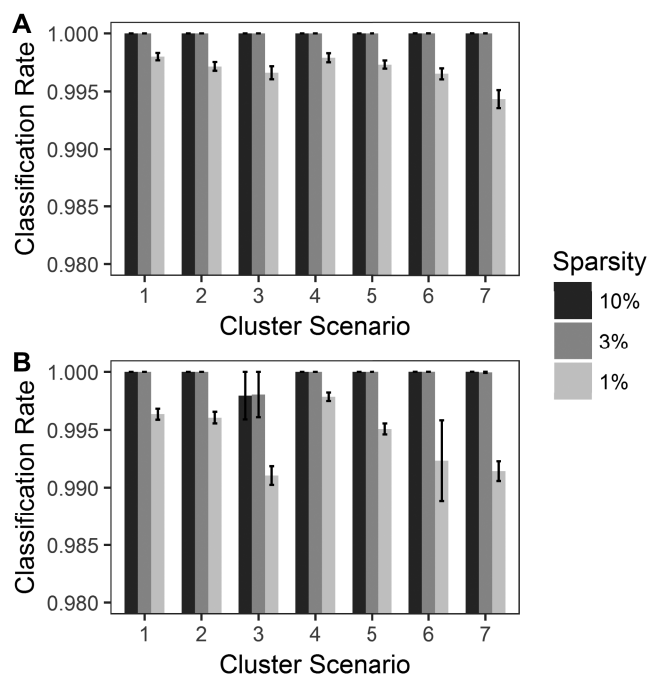 A
Classification Rate
1.000
0.995
0.990
0.985
0.980
1 2 3 4 5 6 7
Cluster Scenario
B
Classification Rate
1.000
0.995
0.990
0.985
0.980
1 2 3 4 5 6 7
Cluster Scenario
Sparsity
10%
3%
1%